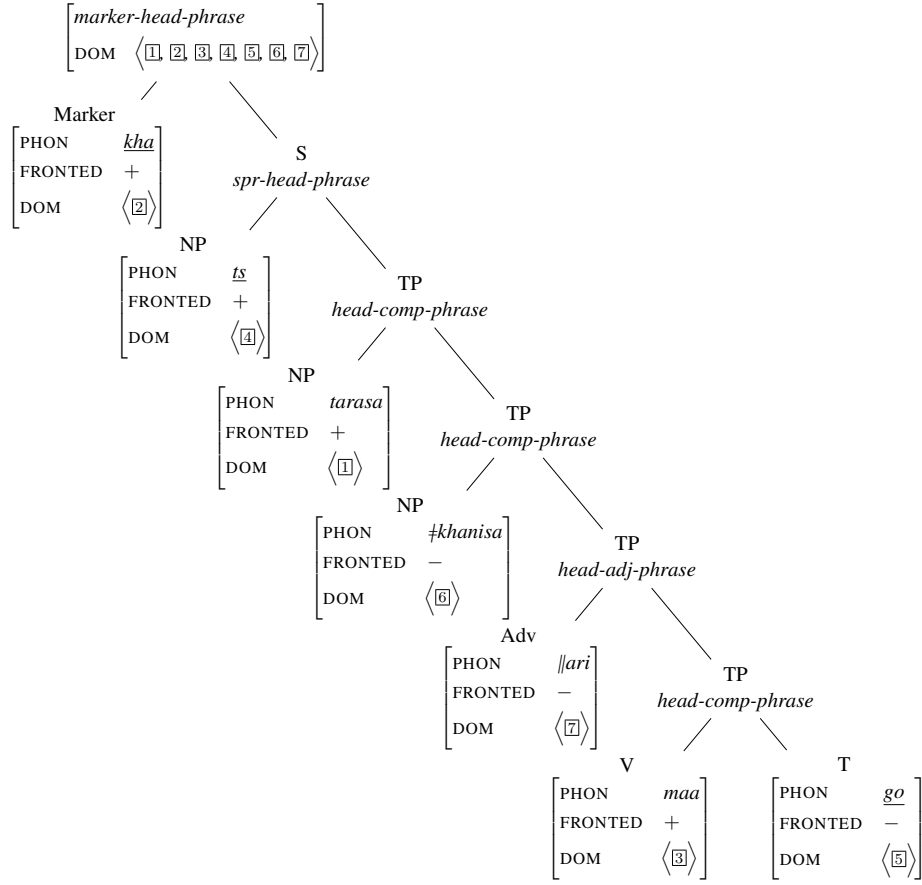 marker-head-phrase
DOM ⟨1, 2, 3, 4, 5, 6, 7⟩
Marker
PHON kha
FRONTED +
DOM ⟨2⟩
S
spr-head-phrase
NP
PHON ts
FRONTED +
DOM ⟨4⟩
TP
head-comp-phrase
NP
PHON tarasa
FRONTED +
DOM ⟨1⟩
TP
head-comp-phrase
NP
PHON ǂkhanisa
FRONTED −
DOM ⟨6⟩
TP
head-adj-phrase
Adv
PHON ǁari
FRONTED −
DOM ⟨7⟩
TP
head-comp-phrase
V
PHON maa
FRONTED +
DOM ⟨3⟩
T
PHON go
FRONTED −
DOM ⟨5⟩